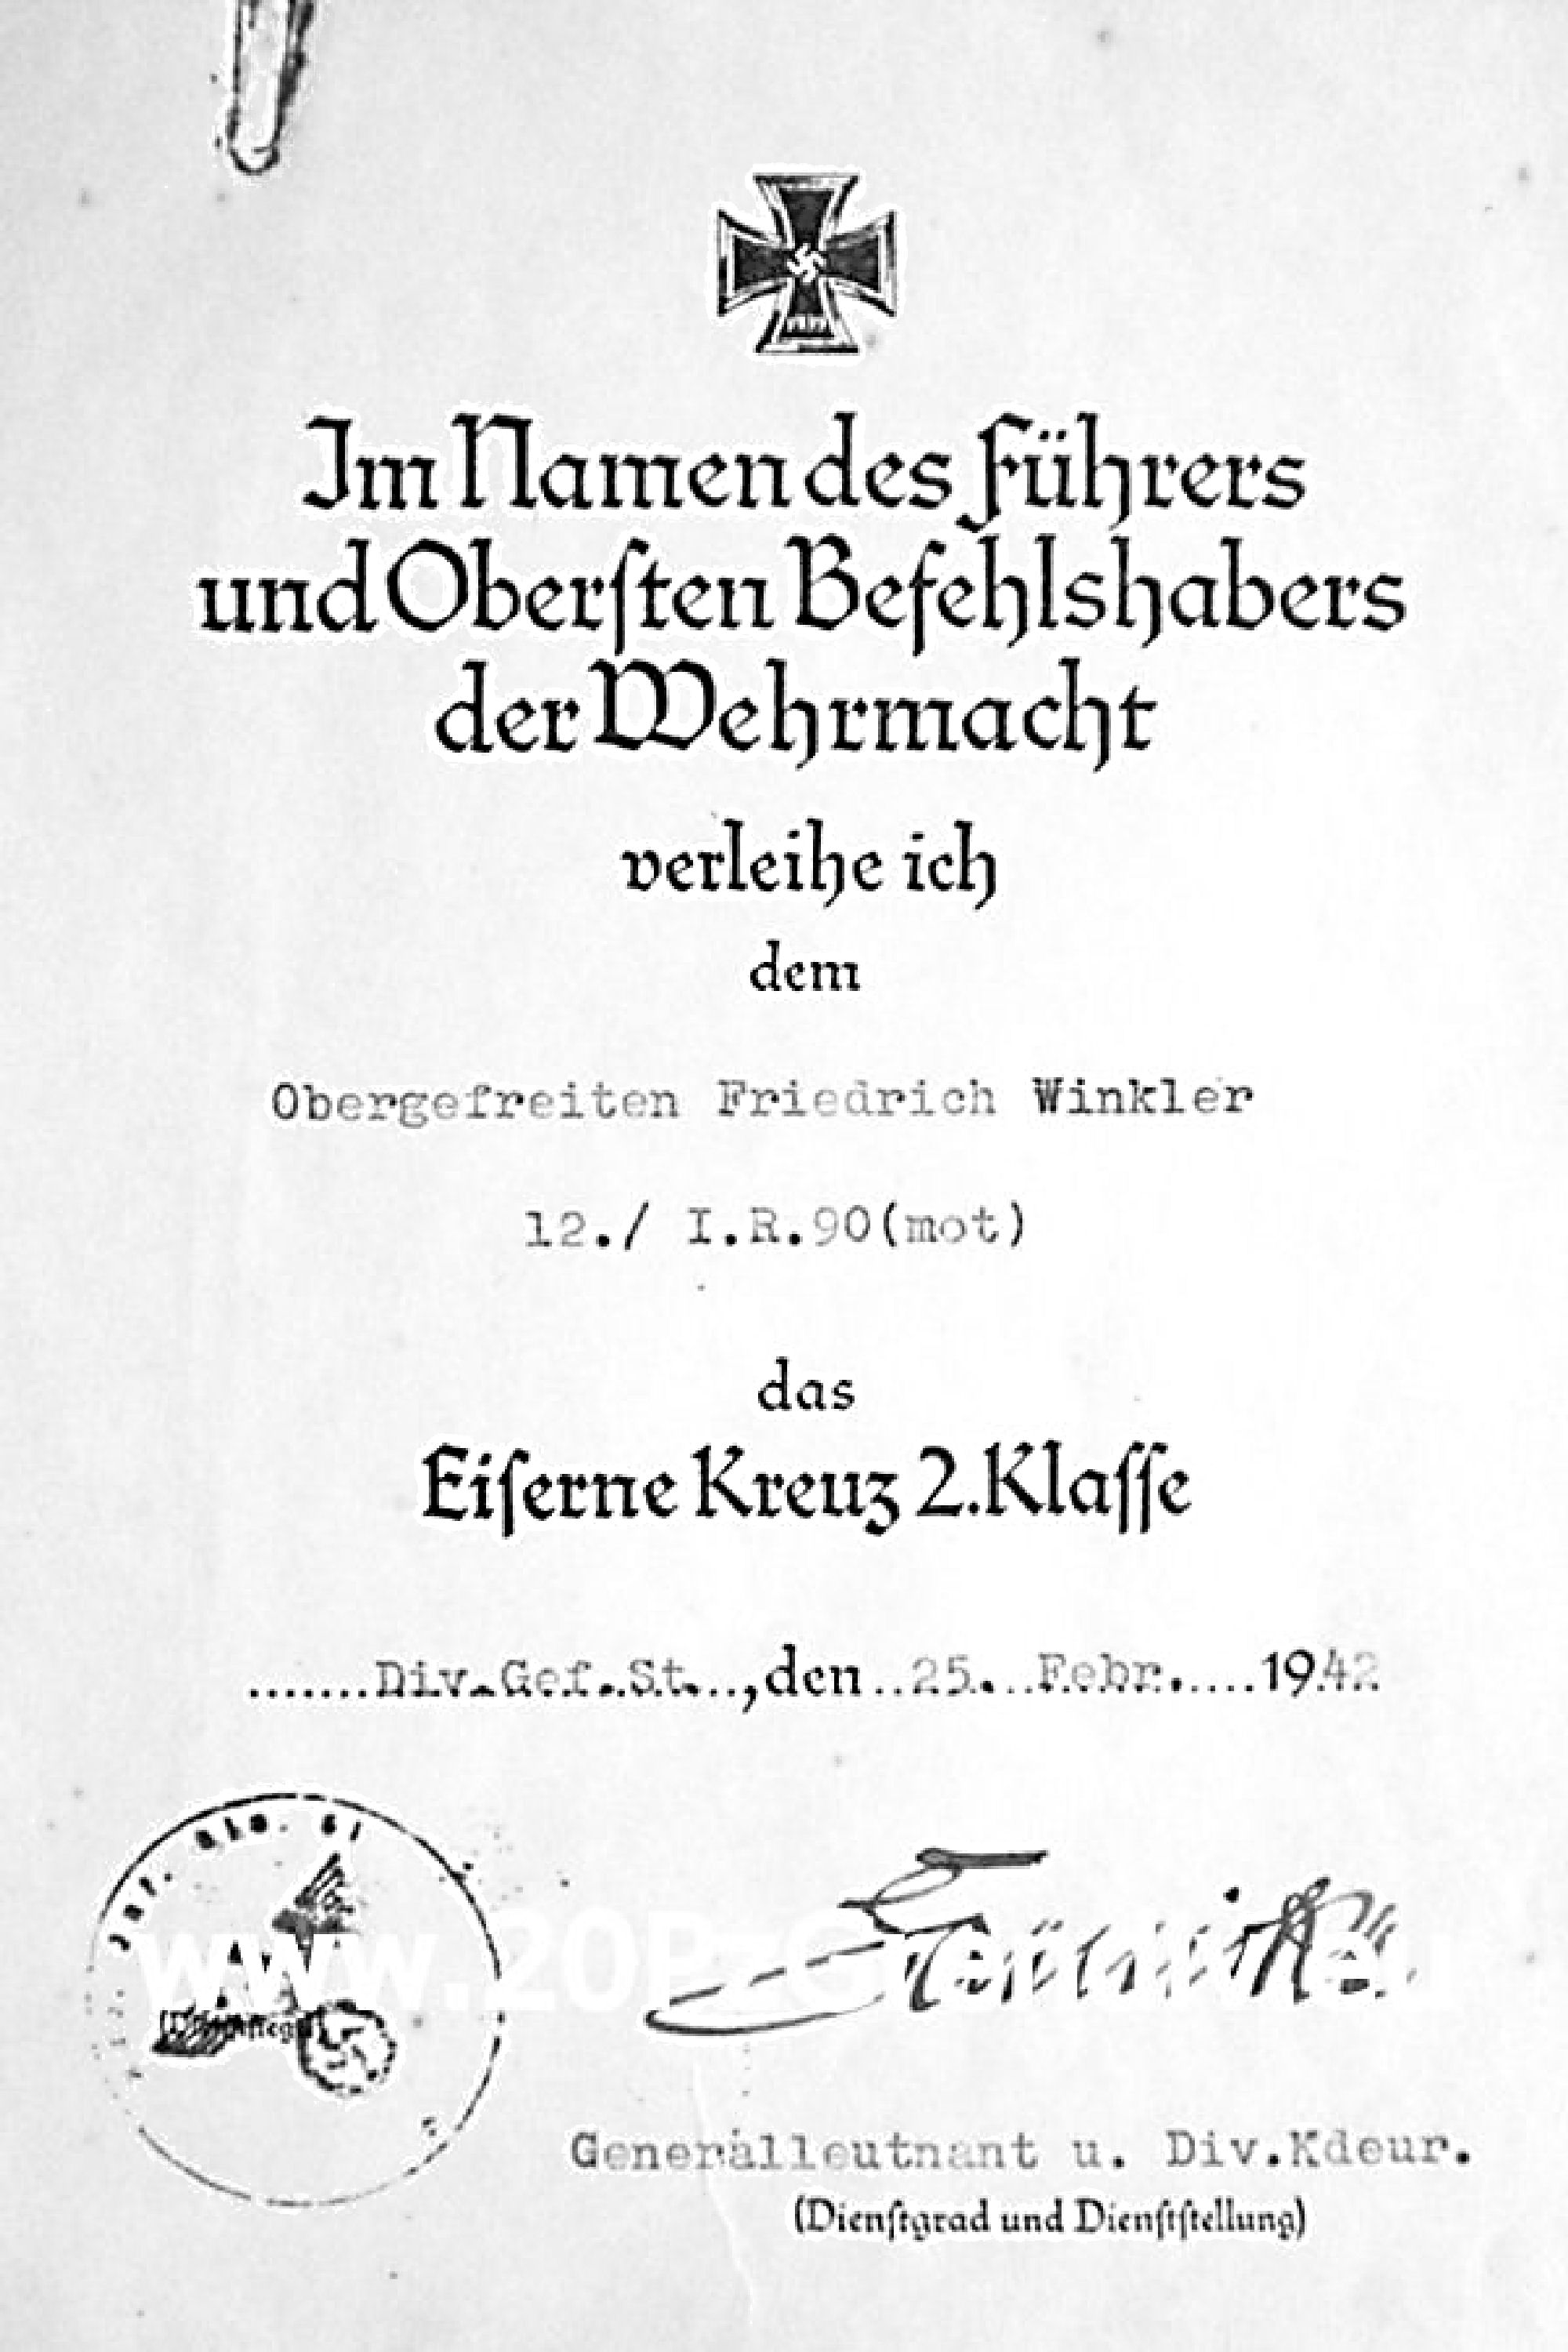 Im Namen des Führers
und Oberſten Befehlshabers
der Wehrmacht
verleihe ich
dem
Obergefreiten Friedrich Winkler
12./ I.R.90(mot)
das
Eiſerne Kreuz 2.Klaſſe
.......Div.Gef.St...,den..25...Febr.....1942
Generalleutnant u. Div.Kdeur.
(Dienſtgrad und Dienſtſtellung)